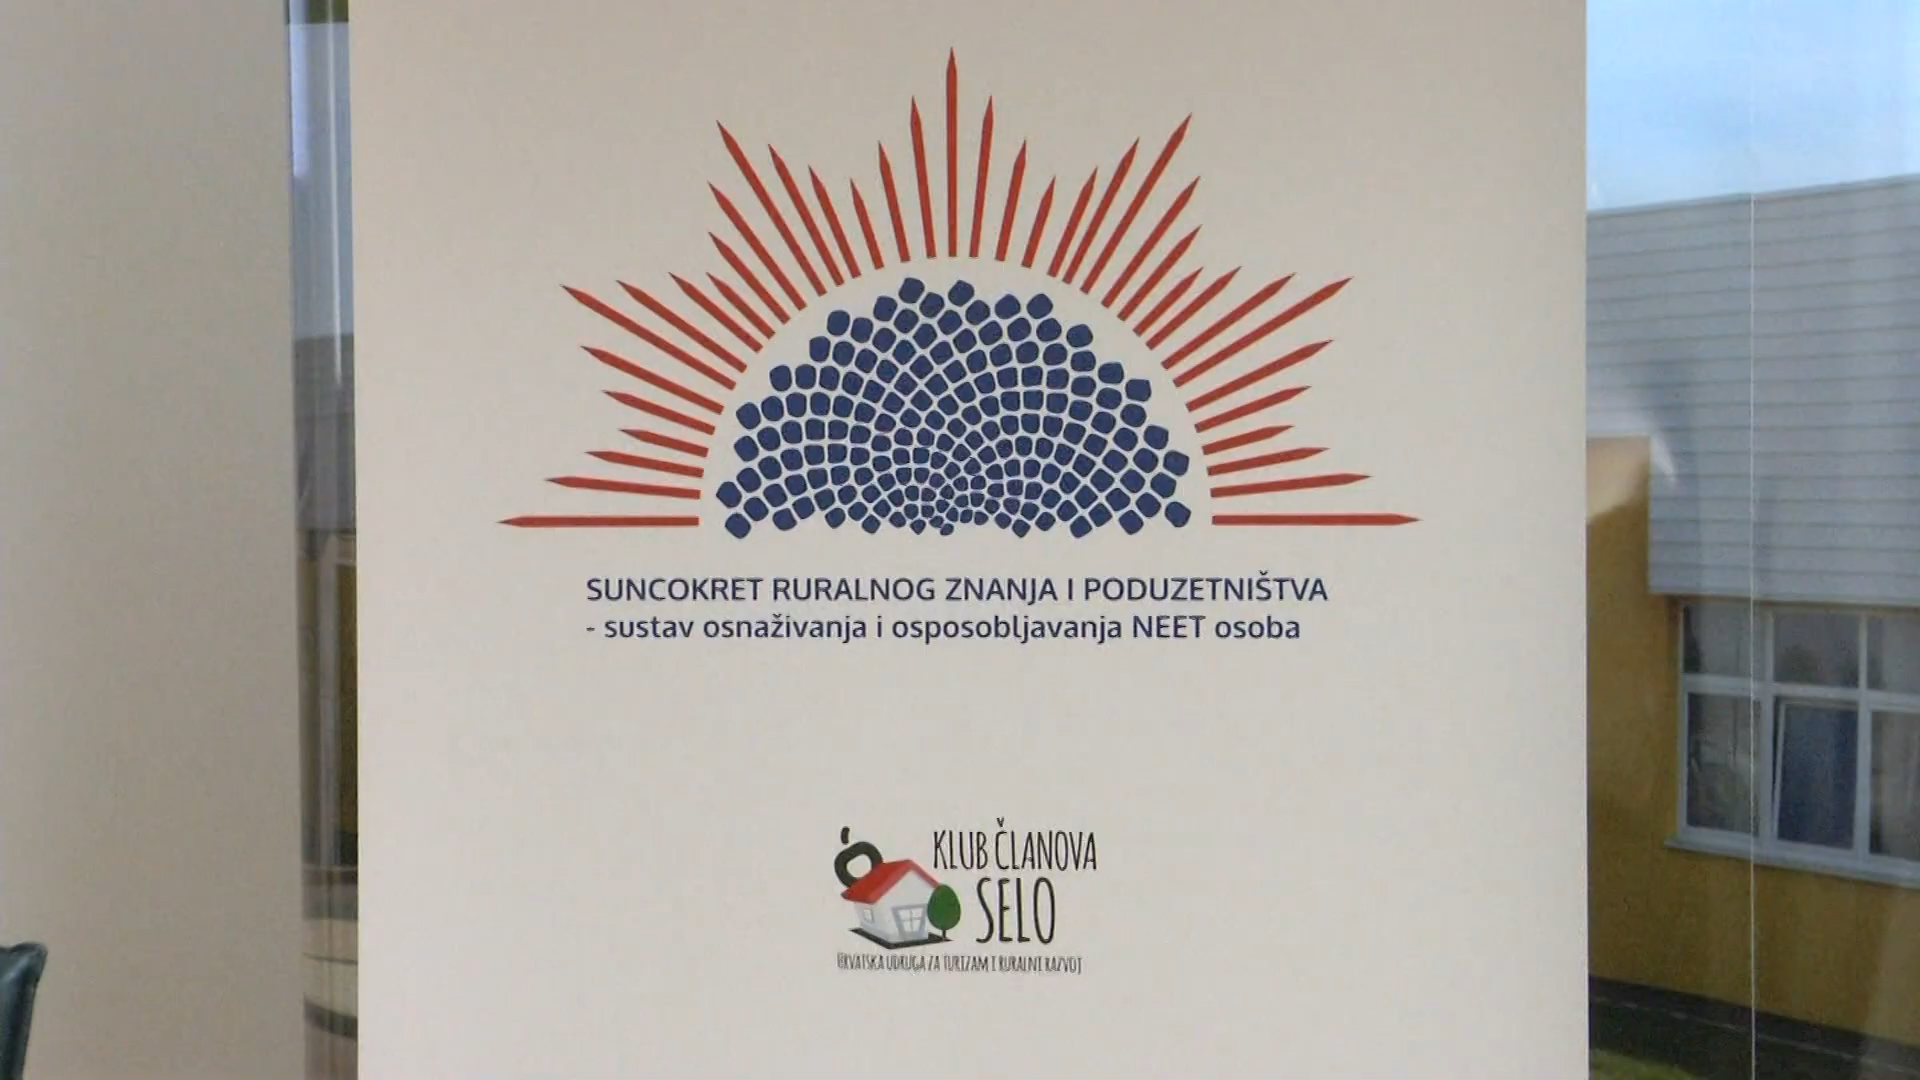 SUNCOKRET RURALNOG ZNANJA I PODUZETNIŠTVA
- sustav osnaživanja i osposobljavanja NEET osoba
KLUB ČLANOVA
SELO
HRVATSKA UDRUGA ZA TURIZAM I RURALNI RAZVOJ